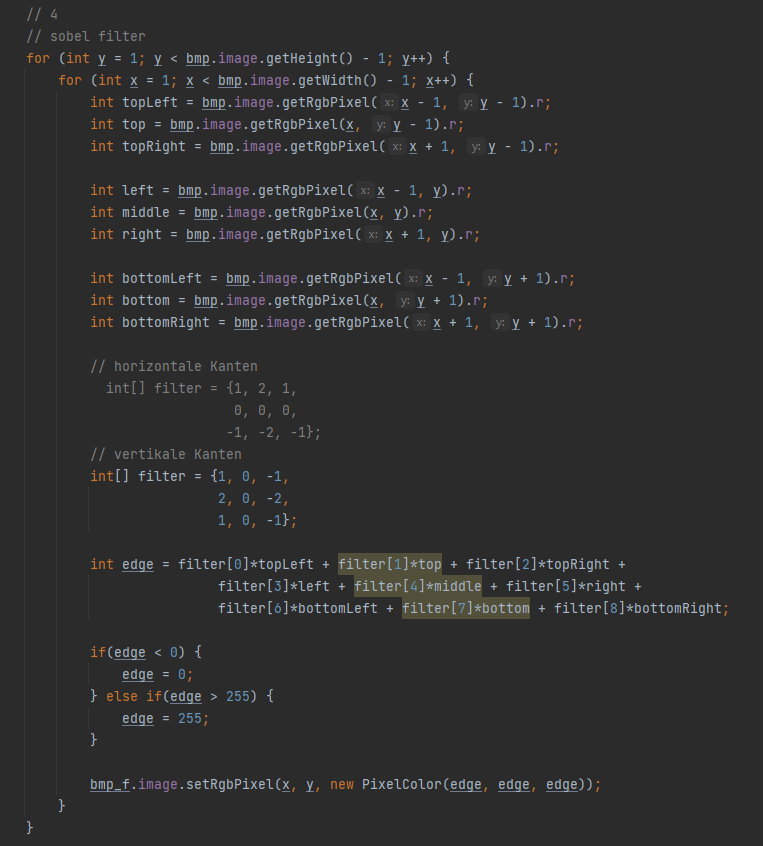 // 4
// sobel filter
for (int y = 1; y < bmp.image.getHeight() - 1; y++) {
    for (int x = 1; x < bmp.image.getWidth() - 1; x++) {
        int topLeft = bmp.image.getRgbPixel( x: x - 1, y: y - 1).r;
        int top = bmp.image.getRgbPixel(x, y: y - 1).r;
        int topRight = bmp.image.getRgbPixel( x: x + 1, y: y - 1).r;

        int left = bmp.image.getRgbPixel( x: x - 1, y).r;
        int middle = bmp.image.getRgbPixel(x, y).r;
        int right = bmp.image.getRgbPixel( x: x + 1, y).r;

        int bottomLeft = bmp.image.getRgbPixel( x: x - 1, y: y + 1).r;
        int bottom = bmp.image.getRgbPixel(x, y: y + 1).r;
        int bottomRight = bmp.image.getRgbPixel( x: x + 1, y: y + 1).r;

        // horizontale Kanten
          int[] filter = {1, 2, 1,
                          0, 0, 0,
                         -1, -2, -1};
        // vertikale Kanten
        int[] filter = {1, 0, -1,
                        2, 0, -2,
                        1, 0, -1};

        int edge = filter[0]*topLeft + filter[1]*top + filter[2]*topRight +
                        filter[3]*left + filter[4]*middle + filter[5]*right +
                        filter[6]*bottomLeft + filter[7]*bottom + filter[8]*bottomRight;

        if(edge < 0) {
            edge = 0;
        } else if(edge > 255) {
            edge = 255;
        }

        bmp_f.image.setRgbPixel(x, y, new PixelColor(edge, edge, edge));
    }
}